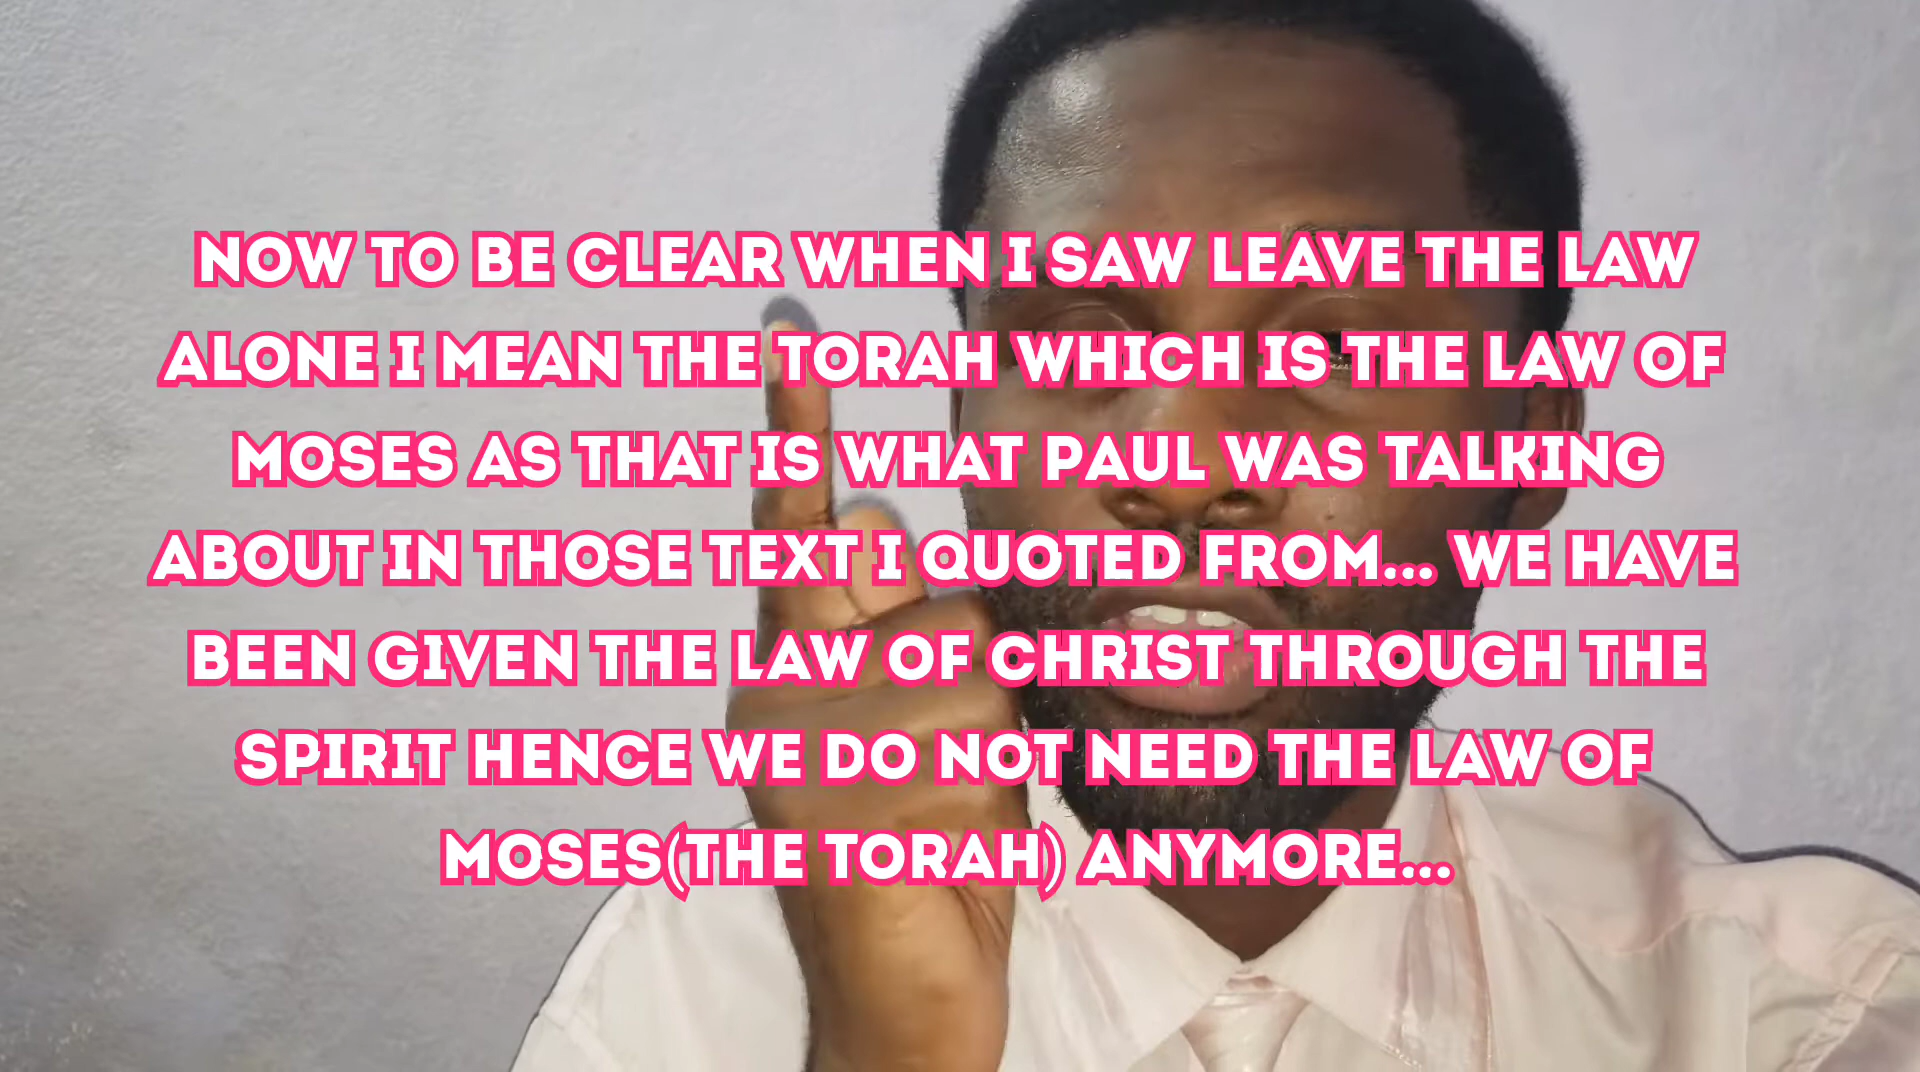 NOW TO BE CLEAR WHEN I SAW LEAVE THE LAW
ALONE I MEAN THE TORAH WHICH IS THE LAW OF
MOSES AS THAT IS WHAT PAUL WAS TALKING
ABOUT IN THOSE TEXT I QUOTED FROM... WE HAVE
BEEN GIVEN THE LAW OF CHRIST THROUGH THE
SPIRIT HENCE WE DO NOT NEED THE LAW OF
MOSES(THE TORAH) ANYMORE...